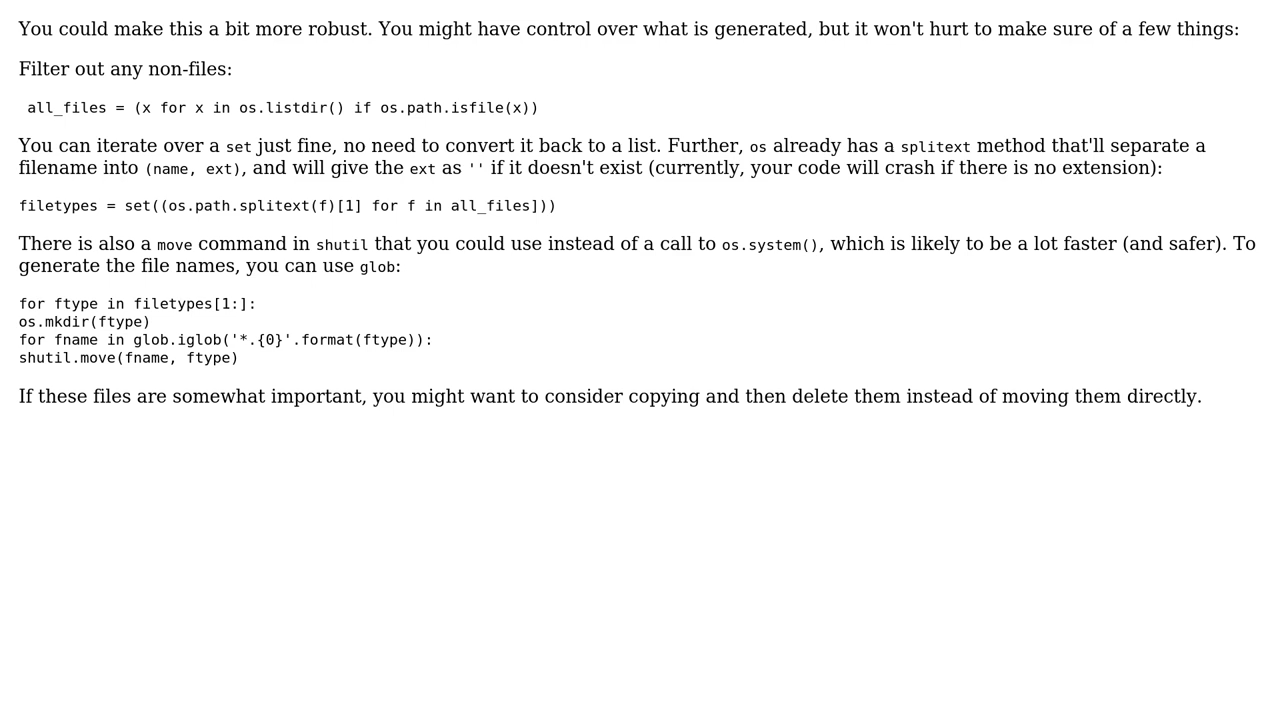 You could make this a bit more robust. You might have control over what is generated, but it won't hurt to make sure of a few things:
Filter out any non-files:
all_files = (x for x in os.listdir() if os.path.isfile(x))
You can iterate over a set just fine, no need to convert it back to a list. Further, os already has a splitext method that'll separate a
filename into (name, ext), and will give the ext as '' if it doesn't exist (currently, your code will crash if there is no extension):
filetypes = set((os.path.splitext(f)[1] for f in all_files]))
There is also a move command in shutil that you could use instead of a call to os.system(), which is likely to be a lot faster (and safer). To
generate the file names, you can use glob:
for ftype in filetypes[1:]:
os.mkdir(ftype)
for fname in glob.iglob('*.{0}'.format(ftype)):
shutil.move(fname, ftype)
If these files are somewhat important, you might want to consider copying and then delete them instead of moving them directly.